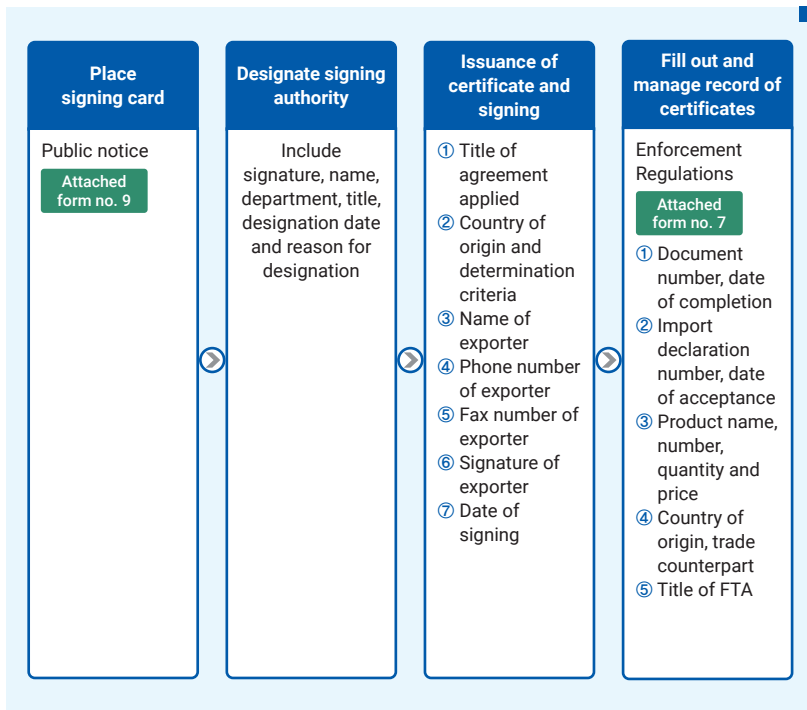 Place
signing card
Public notice
Attached
form no. 9
Designate signing
authority
Include
signature, name,
department, title,
designation date
and reason for
designation
Issuance of
certificate and
signing
① Title of
agreement
applied
② Country of
origin and
determination
criteria
③ Name of
exporter
④ Phone number
of exporter
⑤ Fax number of
exporter
⑥ Signature of
exporter
⑦ Date of
signing
Fill out and
manage record of
certificates
Enforcement
Regulations
Attached
form no. 7
① Document
number, date
of completion
② Import
declaration
number, date
of acceptance
③ Product name,
number,
quantity and
price
④ Country of
origin, trade
counterpart
⑤ Title of FTA